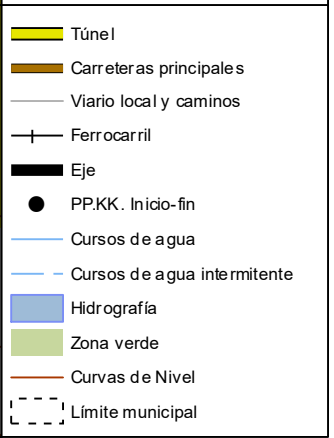 Túnel
Carreteras principales
Viario local y caminos
Ferrocarril
Eje
PP.KK. Inicio-fin
Cursos de agua
Cursos de agua intermitente
Hidrografía
Zona verde
Curvas de Nivel
Límite municipal